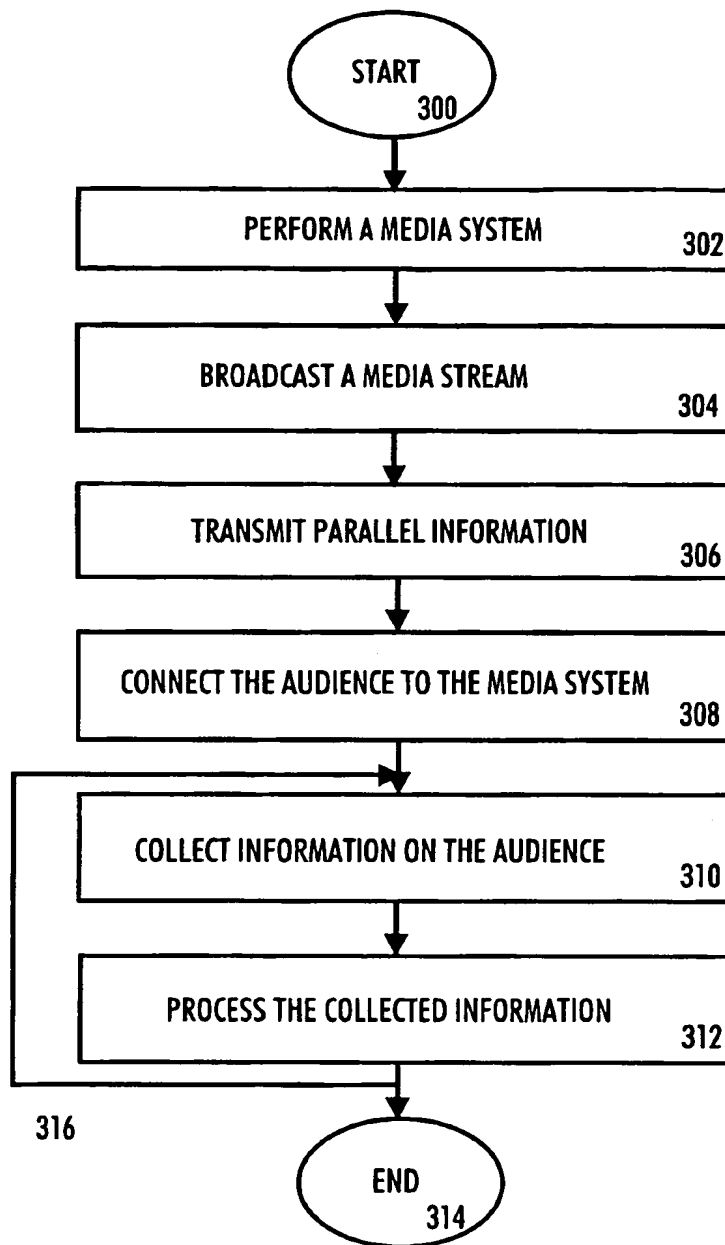 START
300
PERFORM A MEDIA SYSTEM
302
BROADCAST A MEDIA STREAM
304
TRANSMIT PARALLEL INFORMATION
306
CONNECT THE AUDIENCE TO THE MEDIA SYSTEM
308
COLLECT INFORMATION ON THE AUDIENCE
310
PROCESS THE COLLECTED INFORMATION
312
316
END
314